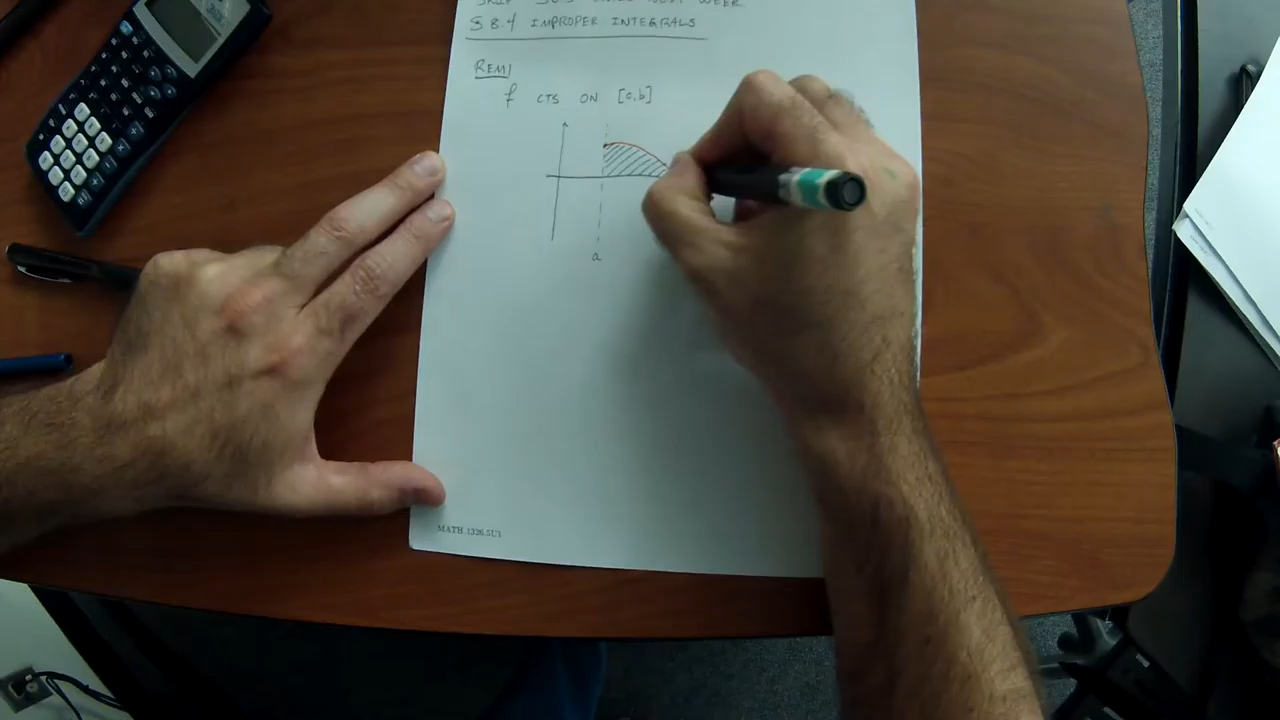 §8.4 IMPROPER INTEGRALS
REM
f CTS ON [a,b]
a
MATH 1326.5U1